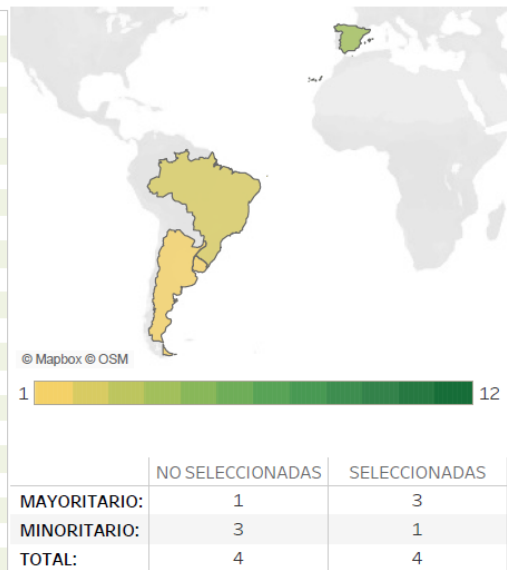 © Mapbox © OSM
1 12
NO SELECCIONADAS SELECCIONADAS
MAYORITARIO: 1 3
MINORITARIO: 3 1
TOTAL: 4 4